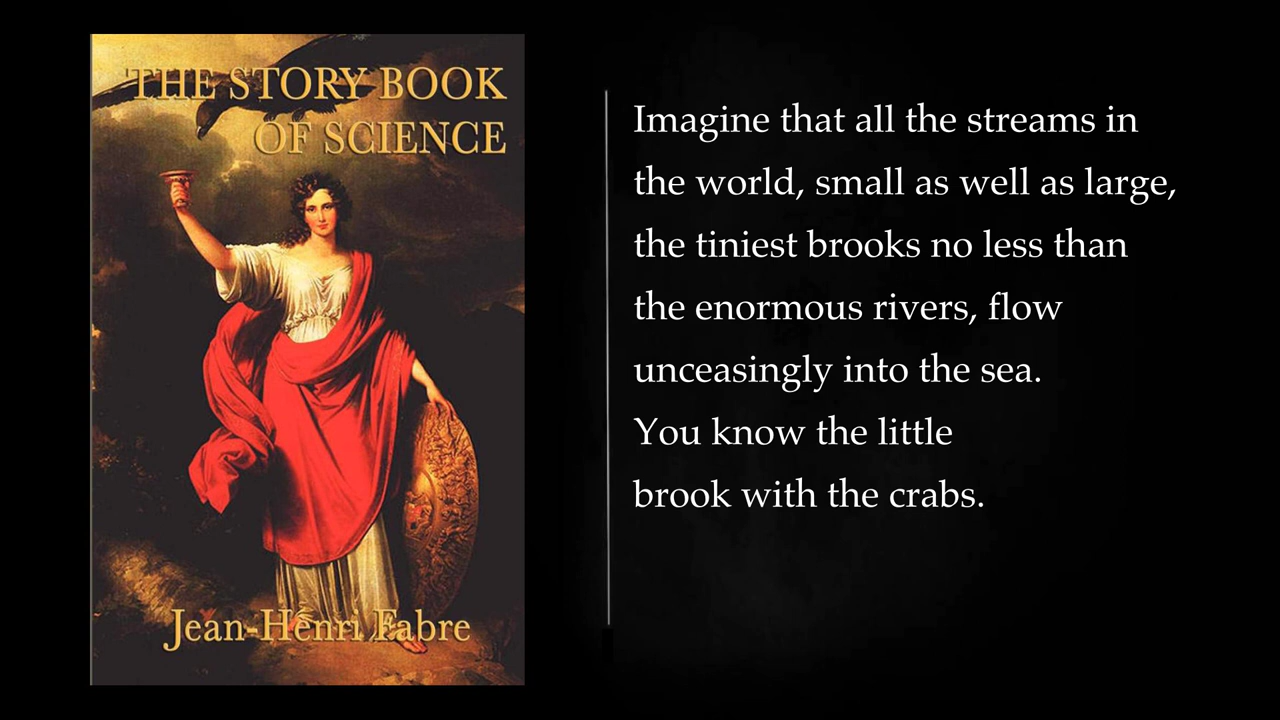 THE STORY BOOK
OF SCIENCE
Jean-Henri Fabre
Imagine that all the streams in
the world, small as well as large,
the tiniest brooks no less than
the enormous rivers, flow
unceasingly into the sea.
You know the little
brook with the crabs.